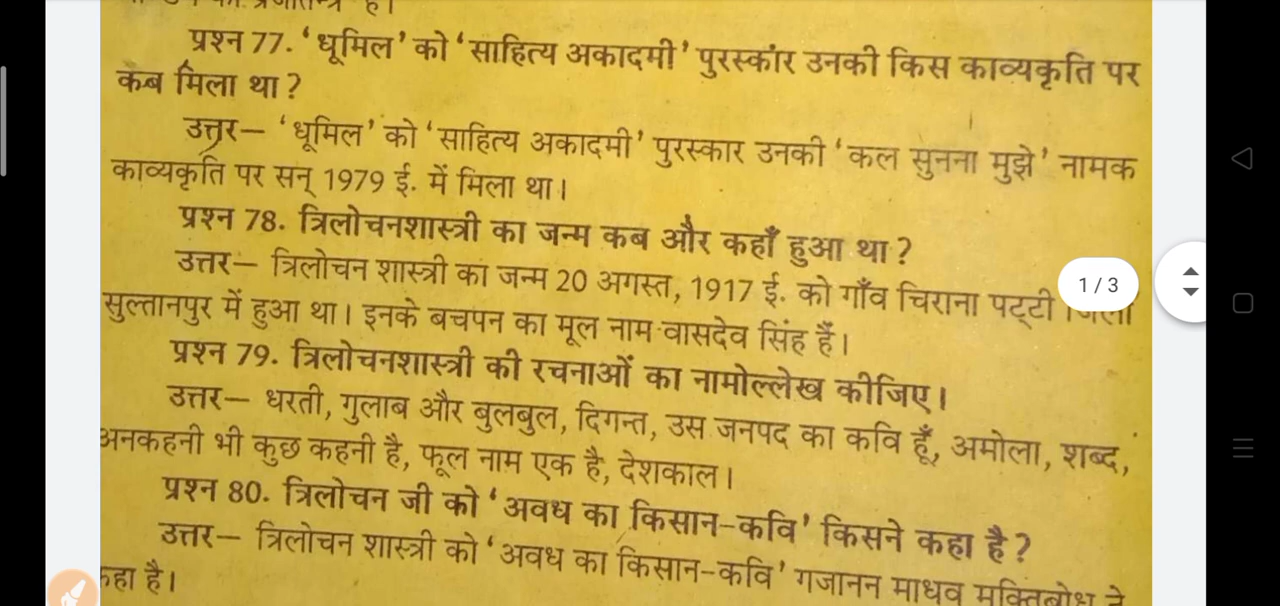 प्रश्न 77. ‘धूमिल’ को ‘साहित्य अकादमी’ पुरस्कार उनकी किस काव्यकृति पर
कब मिला था?
उत्तर— ‘धूमिल’ को ‘साहित्य अकादमी’ पुरस्कार उनकी ‘कल सुनना मुझे’ नामक
काव्यकृति पर सन् 1979 ई. में मिला था।
प्रश्न 78. त्रिलोचनशास्त्री का जन्म कब और कहाँ हुआ था?
उत्तर— त्रिलोचन शास्त्री का जन्म 20 अगस्त, 1917 ई. को गाँव चिराना पट्टी
1 / 3
सुल्तानपुर में हुआ था। इनके बचपन का मूल नाम वासदेव सिंह हैं।
प्रश्न 79. त्रिलोचनशास्त्री की रचनाओं का नामोल्लेख कीजिए।
उत्तर— धरती, गुलाब और बुलबुल, दिगन्त, उस जनपद का कवि हूँ, अमोला, शब्द,
अनकहनी भी कुछ कहनी है, फूल नाम एक है, देशकाल।
प्रश्न 80. त्रिलोचन जी को ‘अवध का किसान-कवि’ किसने कहा है?
उत्तर— त्रिलोचन शास्त्री को ‘अवध का किसान-कवि’ गजानन माधव मुक्तिबोध ने
कहा है।